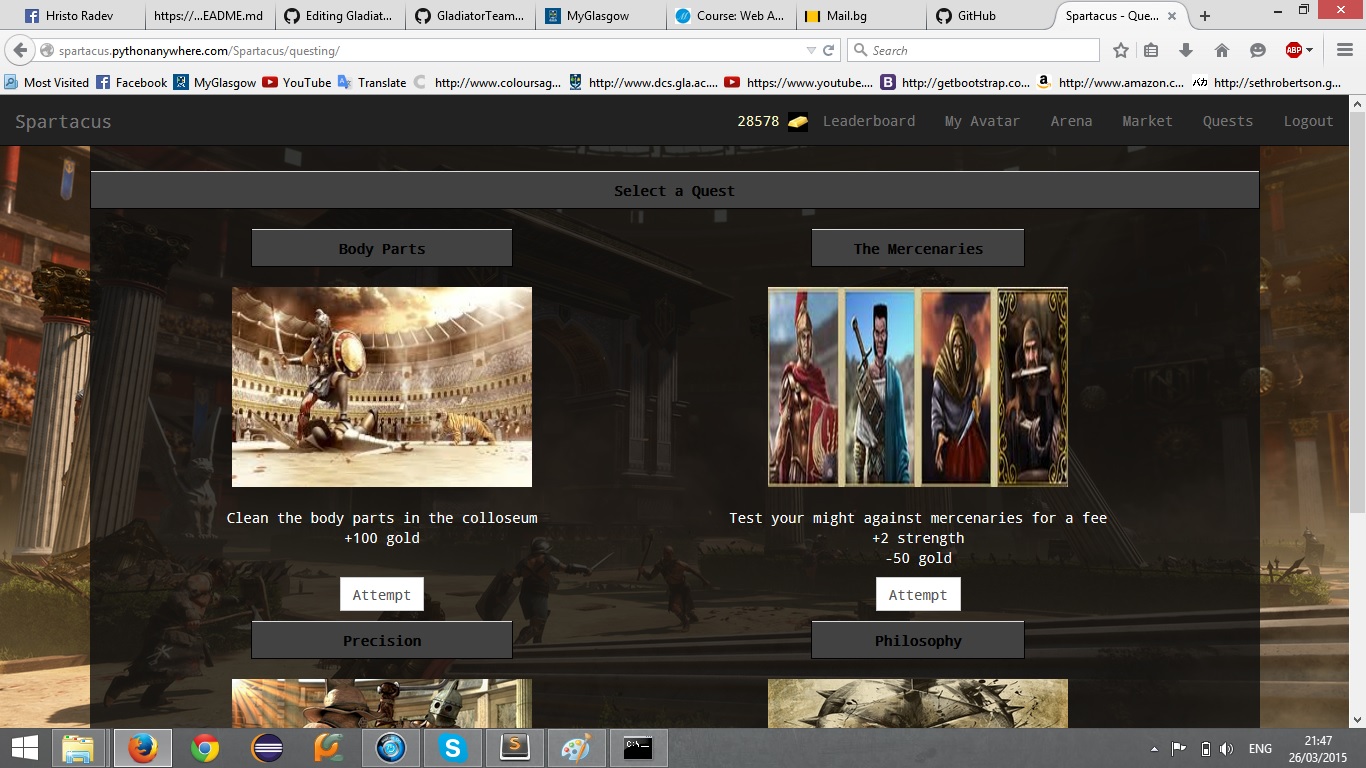 Hristo Radev
https://...EADME.md
Editing Gladiat...
GladiatorTeam...
MyGlasgow
Course: Web A...
Mail.bg
GitHub
Spartacus - Que...
spartacus.pythonanywhere.com/Spartacus/questing/
Search
ABP
Most Visited
Facebook
MyGlasgow
YouTube
Translate
http://www.coloursag...
http://www.dcs.gla.ac....
https://www.youtube....
http://getbootstrap.co...
http://www.amazon.c...
http://sethrobertson.g...
Spartacus
28578
Leaderboard
My Avatar
Arena
Market
Quests
Logout
Select a Quest
Body Parts
The Mercenaries
Clean the body parts in the colloseum
+100 gold
Test your might against mercenaries for a fee
+2 strength
-50 gold
Attempt
Attempt
Precision
Philosophy
ENG
21:47
26/03/2015